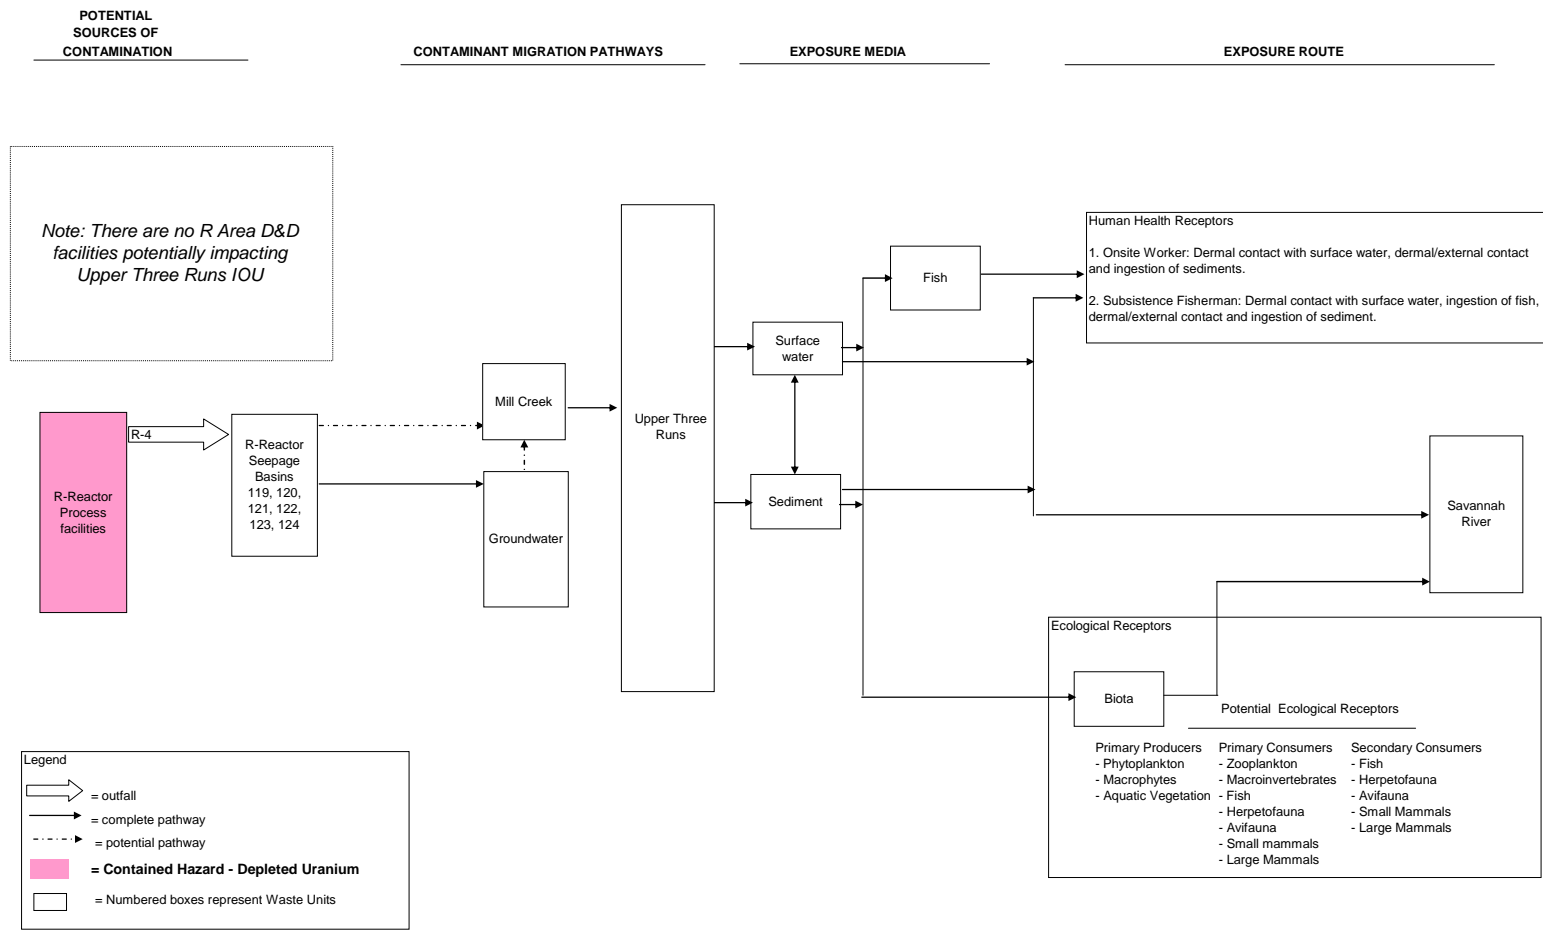 POTENTIAL
SOURCES OF
CONTAMINATION
CONTAMINANT MIGRATION PATHWAYS
EXPOSURE MEDIA
EXPOSURE ROUTE
Note: There are no R Area D&D
facilities potentially impacting
Upper Three Runs IOU
R-Reactor
Process
facilities
R-4
R-Reactor
Seepage
Basins
119, 120,
121, 122,
123, 124
Mill Creek
Groundwater
Upper Three
Runs
Surface
water
Sediment
Fish
Human Health Receptors
1. Onsite Worker: Dermal contact with surface water, dermal/external contact
and ingestion of sediments.
2. Subsistence Fisherman: Dermal contact with surface water, ingestion of fish,
dermal/external contact and ingestion of sediment.
Savannah
River
Ecological Receptors
Biota
Potential  Ecological Receptors
Primary Producers
- Phytoplankton
- Macrophytes
- Aquatic Vegetation
Primary Consumers
- Zooplankton
- Macroinvertebrates
- Fish
- Herpetofauna
- Avifauna
- Small mammals
- Large Mammals
Secondary Consumers
- Fish
- Herpetofauna
- Avifauna
- Small Mammals
- Large Mammals
Legend
= outfall
= complete pathway
= potential pathway
= Contained Hazard - Depleted Uranium
= Numbered boxes represent Waste Units